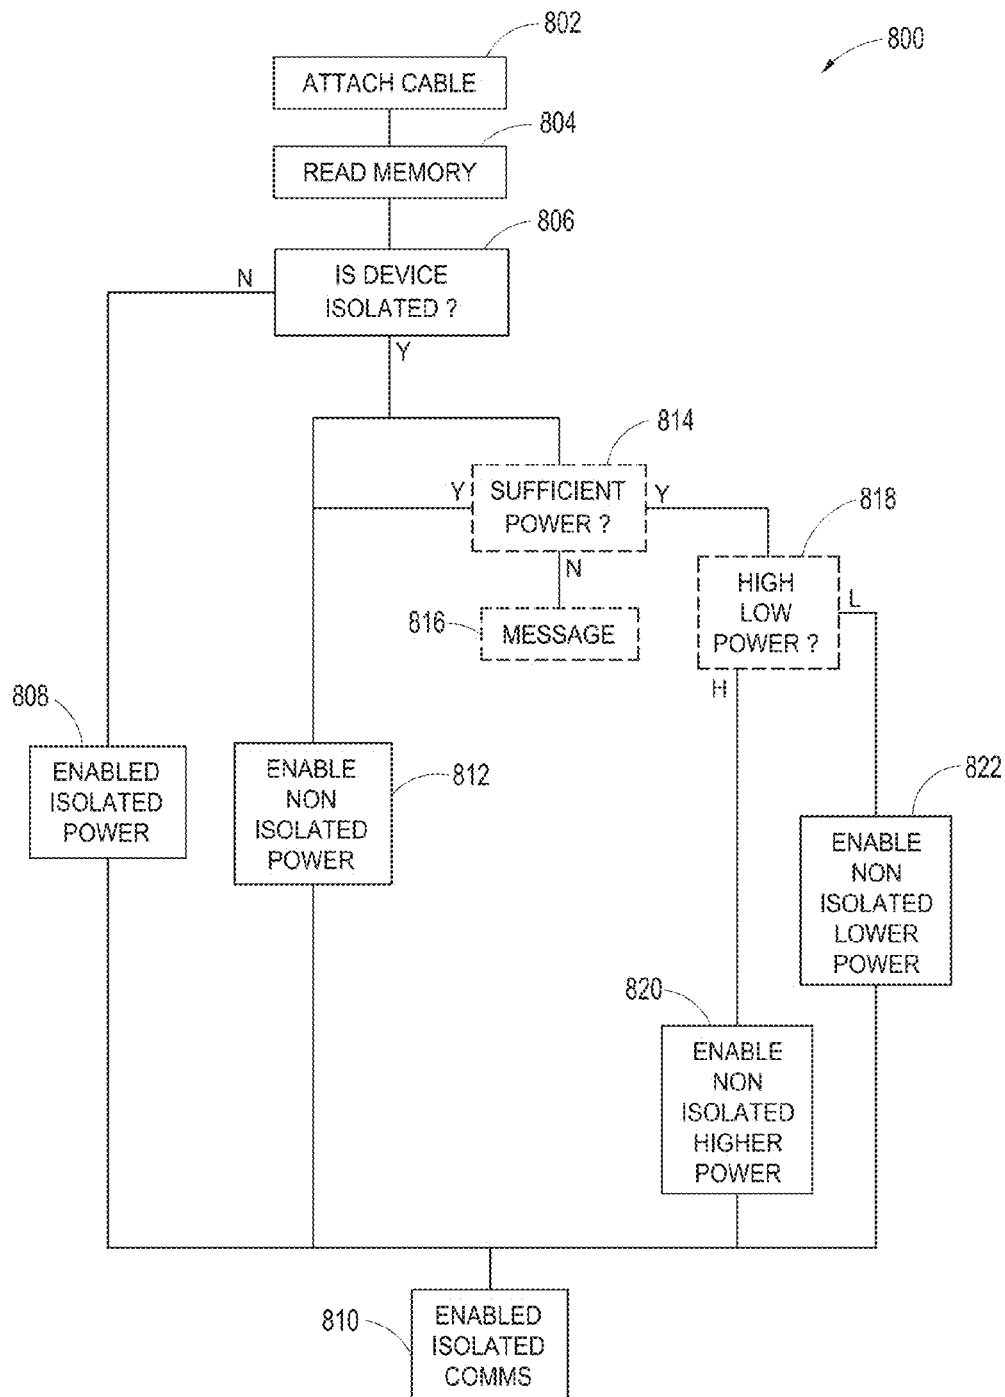 802
800
ATTACH CABLE
804
READ MEMORY
806
N
IS DEVICE
ISOLATED ?
Y
814
Y
SUFFICIENT
POWER ?
Y
818
N
HIGH
LOW
POWER ?
L
816
MESSAGE
H
808
ENABLED
ISOLATED
POWER
ENABLE
NON
ISOLATED
POWER
812
822
ENABLE
NON
ISOLATED
LOWER
POWER
820
ENABLE
NON
ISOLATED
HIGHER
POWER
810
ENABLED
ISOLATED
COMMS